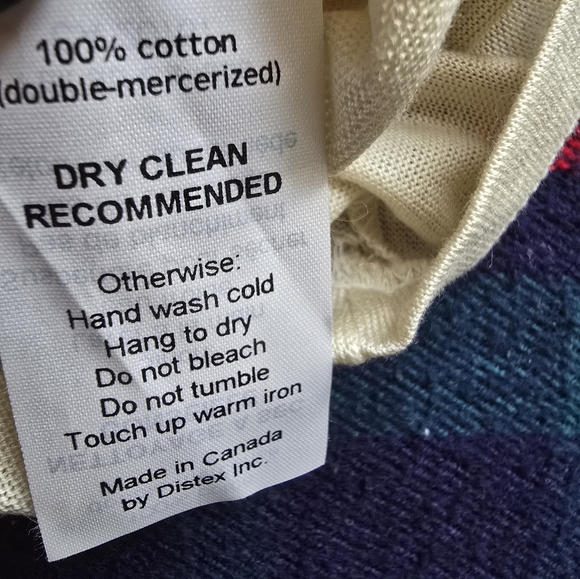 100% cotton
(double-mercerized)
DRY CLEAN
RECOMMENDED
Otherwise:
Hand wash cold
Hang to dry
Do not bleach
Do not tumble
Touch up warm iron
Made in Canada
by Distex Inc.